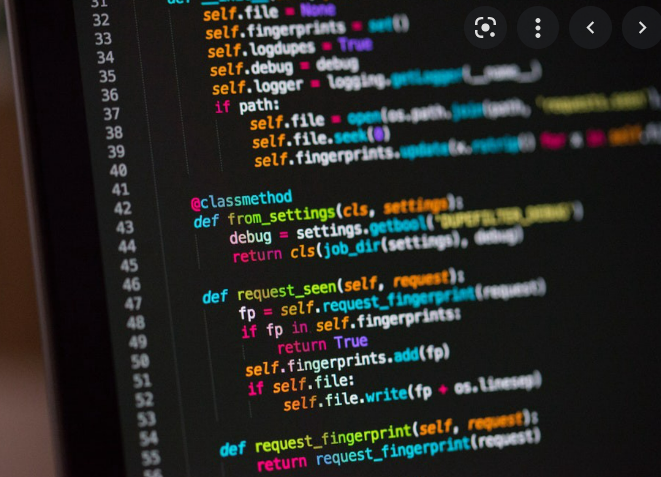 31 def __init__
32 self.file = None
33 self.fingerprints = set()
34 self.logdupes = True
35 self.debug = debug
36 self.logger = logging.getLogger(__name__)
37 if path:
38 self.file = open(os.path.join(path, 'requests.seen'
39 self.file.seek(0)
40 self.fingerprints.update(x.rstrip() for x in self.
41
42 @classmethod
43 def from_settings(cls, settings):
44 debug = settings.getbool('DUPEFILTER_DEBUG')
45 return cls(job_dir(settings), debug)
46
47 def request_seen(self, request):
48 fp = self.request_fingerprint(request)
49 if fp in self.fingerprints:
50 return True
51 self.fingerprints.add(fp)
52 if self.file:
53 self.file.write(fp + os.linesep)
54
55 def request_fingerprint(self, request):
return request_fingerprint(request)